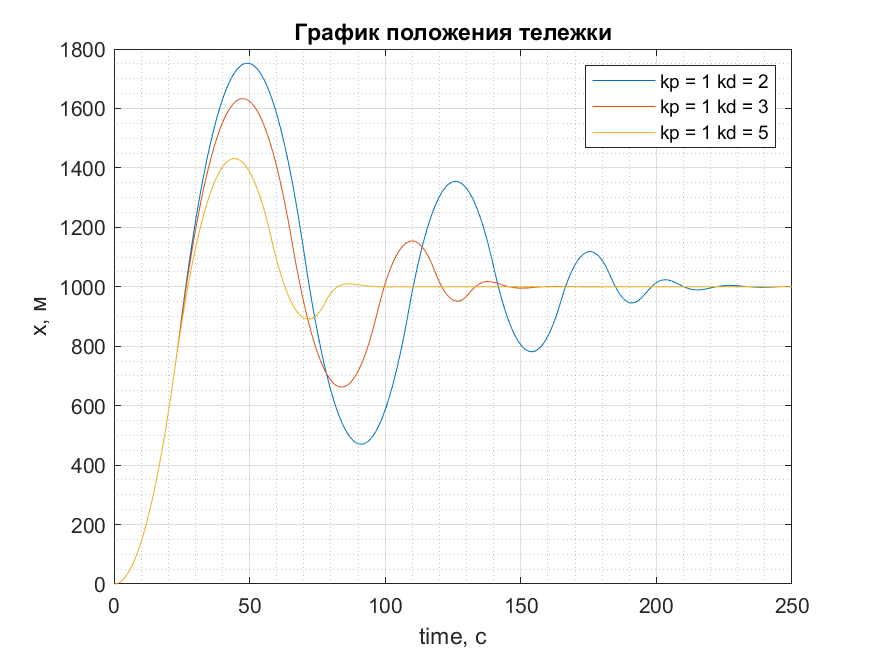 График положения тележки
1800
1600
1400
1200
1000
800
600
400
200
0
x, м
kp = 1 kd = 2
kp = 1 kd = 3
kp = 1 kd = 5
0 50 100 150 200 250
time, с